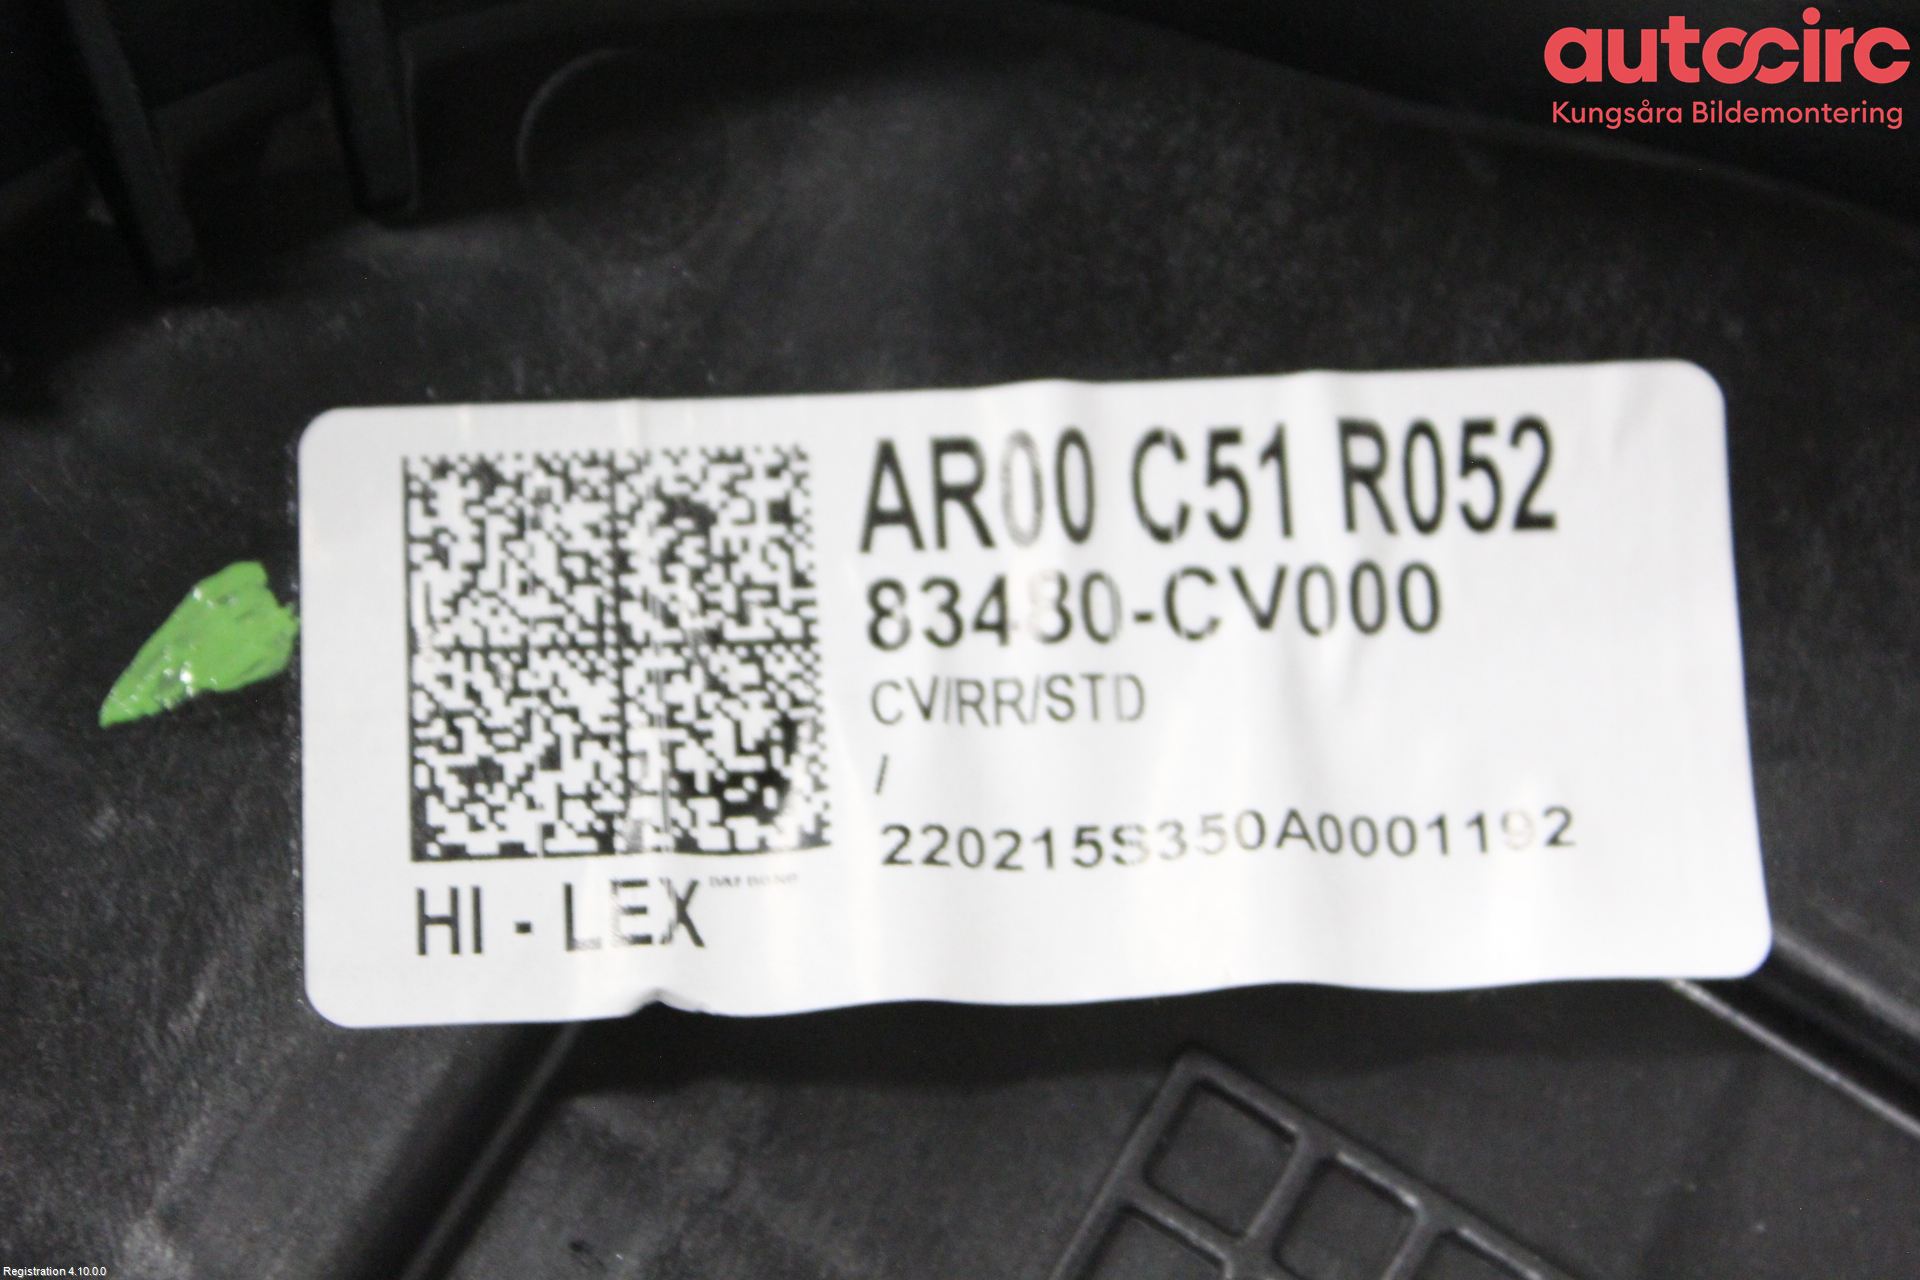 autocirc
Kungsåra Bildemontering
AR00 C51 R052
83480-CV000
CV/RR/STD
/
220215S350A0001192
HI - LEX
Registration 4.10.0.0